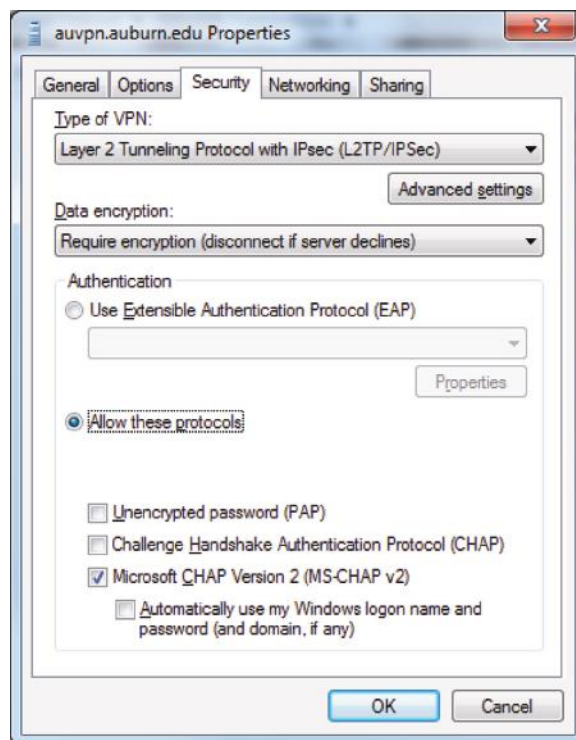 auvpn.auburn.edu Properties
General Options Security Networking Sharing
Type of VPN:
Layer 2 Tunneling Protocol with IPsec (L2TP/IPSec)
Advanced settings
Data encryption:
Require encryption (disconnect if server declines)
Authentication
Use Extensible Authentication Protocol (EAP)
Properties
Allow these protocols
Unencrypted password (PAP)
Challenge Handshake Authentication Protocol (CHAP)
Microsoft CHAP Version 2 (MS-CHAP v2)
Automatically use my Windows logon name and
password (and domain, if any)
OK Cancel